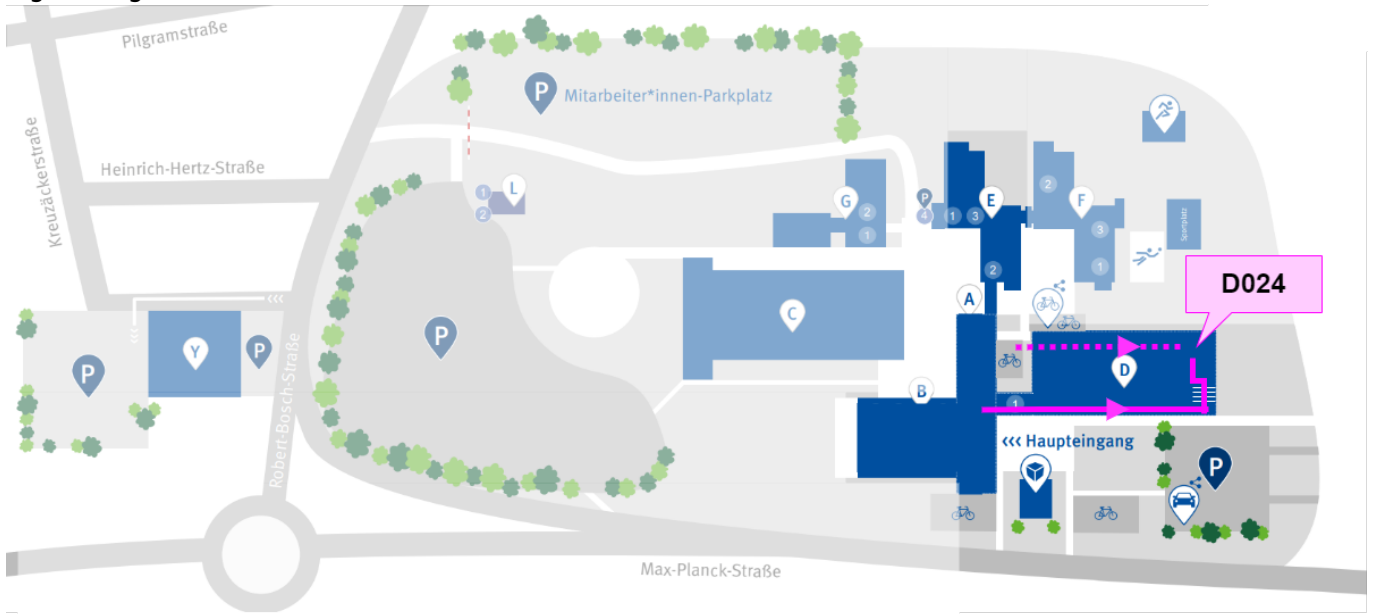 Pilgramstraße
P
Mitarbeiter*innen-Parkplatz
Kreuzäckerstraße
Heinrich-Hertz-Straße
1
L
2
G
2
1
P
4
1
3
E
2
F
2
3
1
Sportplatz
D024
A
C
P
Y
P
P
Robert-Bosch-Straße
B
D
1
‹‹‹ Haupteingang
P
Max-Planck-Straße